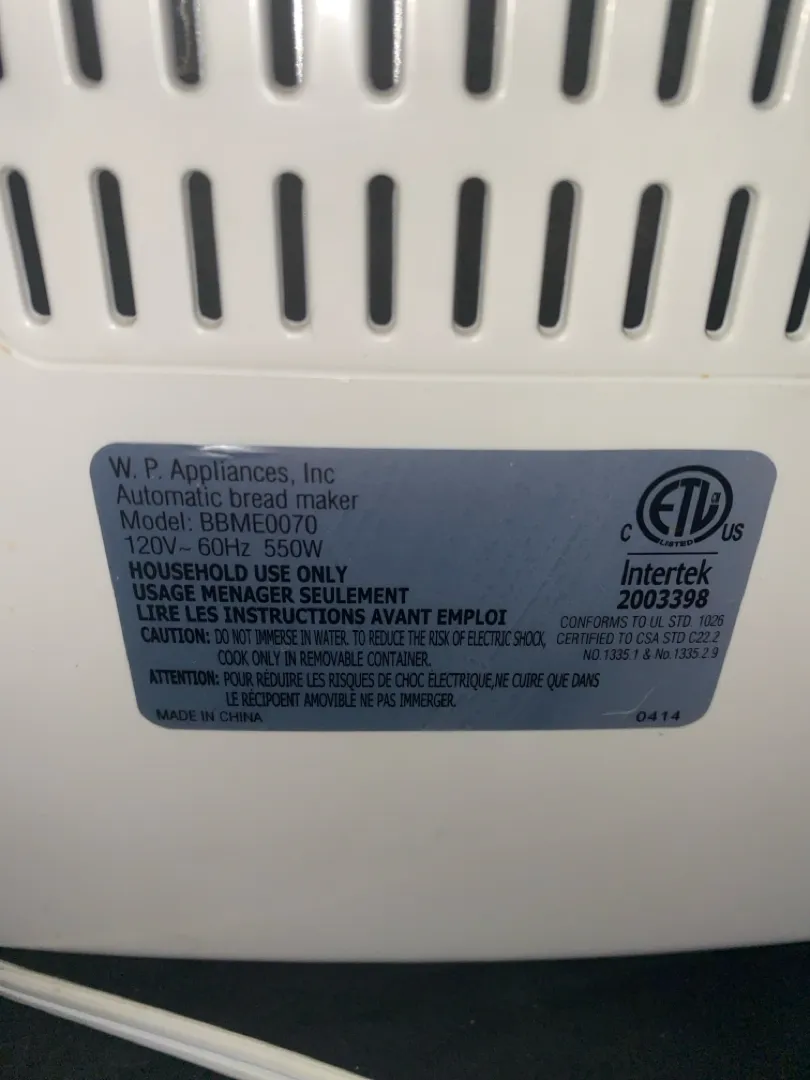 W. P. Appliances, Inc
Automatic bread maker
Model: BBME0070
120V~ 60Hz 550W
HOUSEHOLD USE ONLY
USAGE MENAGER SEULEMENT
LIRE LES INSTRUCTIONS AVANT EMPLOI
CAUTION: DO NOT IMMERSE IN WATER. TO REDUCE THE RISK OF ELECTRIC SHOCK,
COOK ONLY IN REMOVABLE CONTAINER.
ATTENTION: POUR RÉDUIRE LES RISQUES DE CHOC ÉLECTRIQUE,NE CUIRE QUE DANS
LE RÉCIPOENT AMOVIBLE NE PAS IMMERGER.
MADE IN CHINA
C ETL US
LISTED
Intertek
2003398
CONFORMS TO UL STD. 1026
CERTIFIED TO CSA STD C22.2
NO.1335.1 & No.1335.2.9
0414